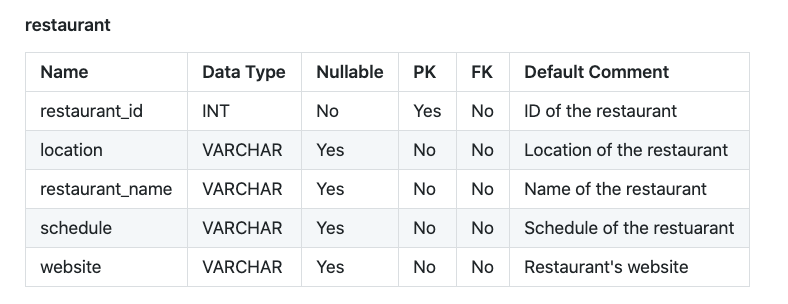 restaurant
Name Data Type Nullable PK FK Default Comment
restaurant_id INT No Yes No ID of the restaurant
location VARCHAR Yes No No Location of the restaurant
restaurant_name VARCHAR Yes No No Name of the restaurant
schedule VARCHAR Yes No No Schedule of the restuarant
website VARCHAR Yes No No Restaurant's website